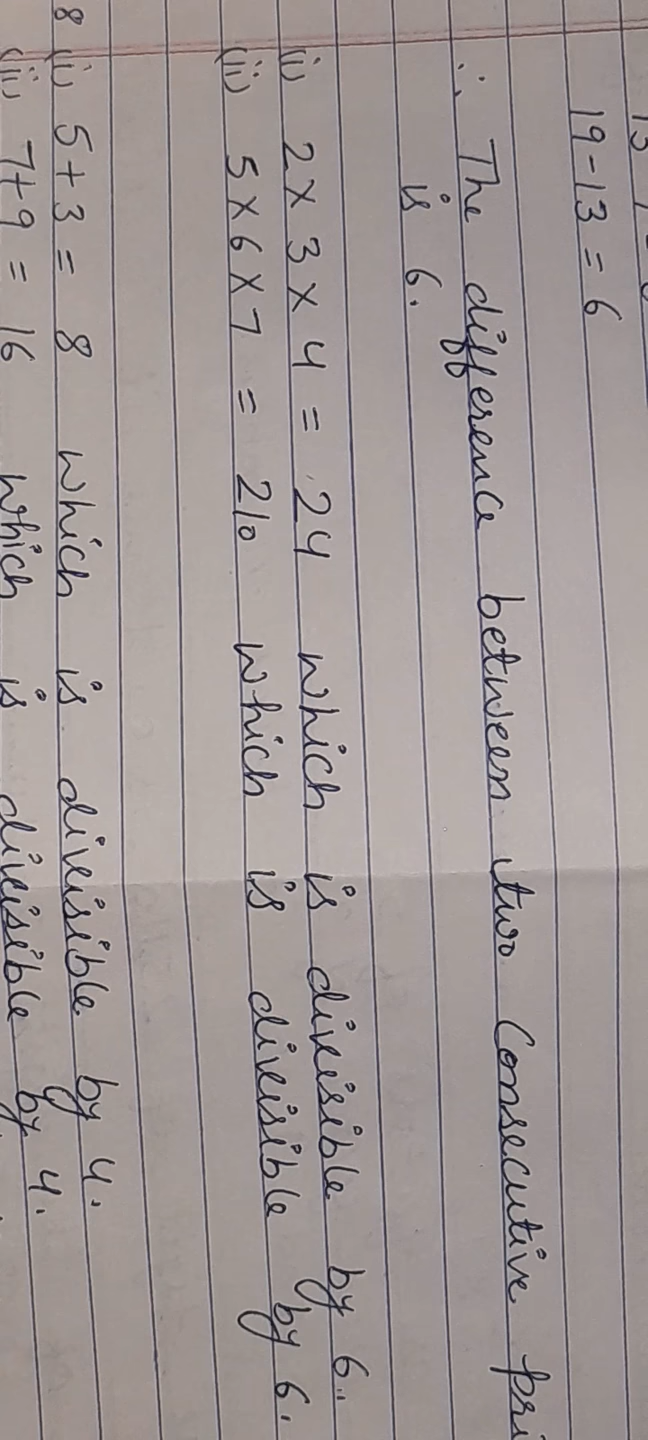 19-13 = 6
∴ The difference between two consecutive
is 6.
(i) 2 × 3 × 4 = 24 which is divisible by 6.
(ii) 5 × 6 × 7 = 210 which is divisible by 6.
8 (i) 5 + 3 = 8 which is divisible by 4.
(ii) 7+9 = 16 which is divisible by 4.